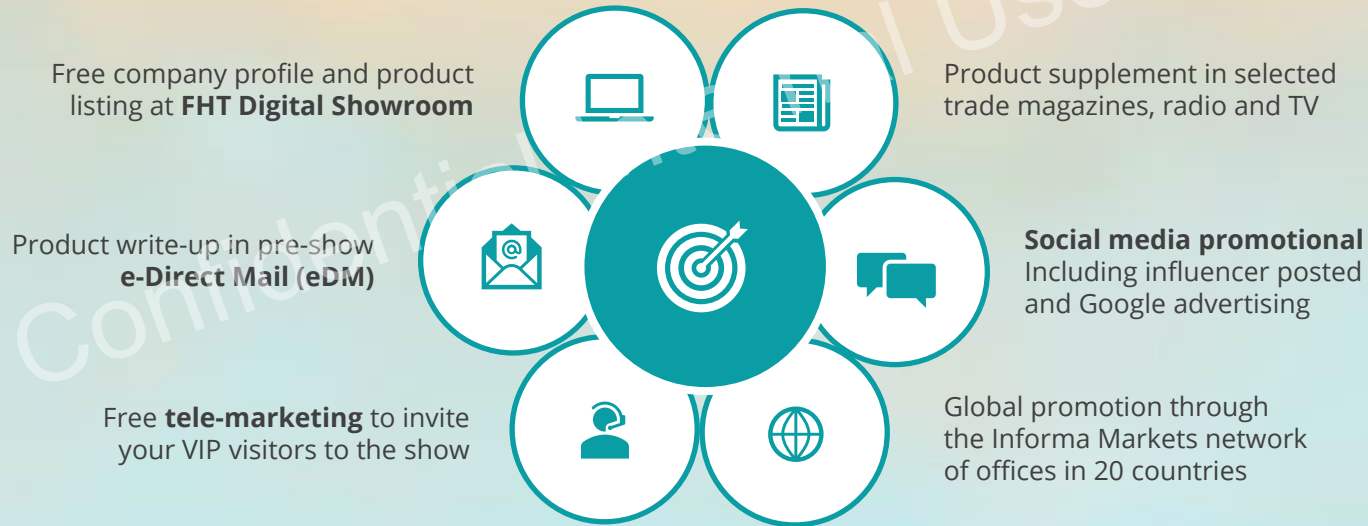 Free company profile and product
listing at FHT Digital Showroom
Product supplement in selected
trade magazines, radio and TV
Product write-up in pre-show
e-Direct Mail (eDM)
Social media promotional
Including influencer posted
and Google advertising
Free tele-marketing to invite
your VIP visitors to the show
Global promotion through
the Informa Markets network
of offices in 20 countries
@